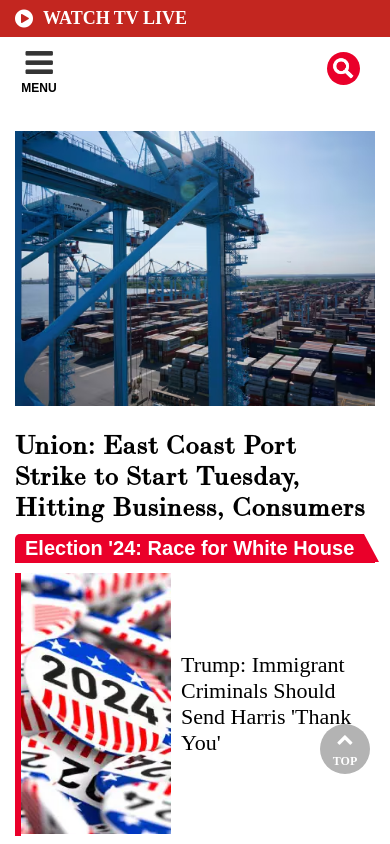 WATCH TV LIVE
MENU
Union: East Coast Port
Strike to Start Tuesday,
Hitting Business, Consumers
Election '24: Race for White House
2024
Trump: Immigrant
Criminals Should
Send Harris 'Thank
You'
TOP